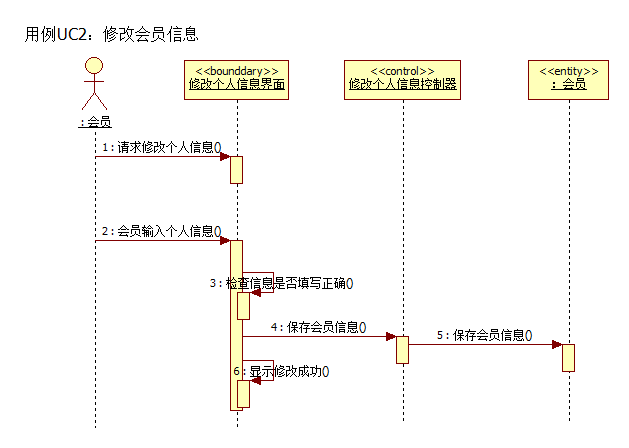 用例UC2：修改会员信息
<<bounddary>>
修改个人信息界面
<<control>>
修改个人信息控制器
<<entity>>
：会员
：会员
1：请求修改个人信息()
2：会员输入个人信息()
3：检查信息是否填写正确()
4：保存会员信息()
5：保存会员信息()
6：显示修改成功()